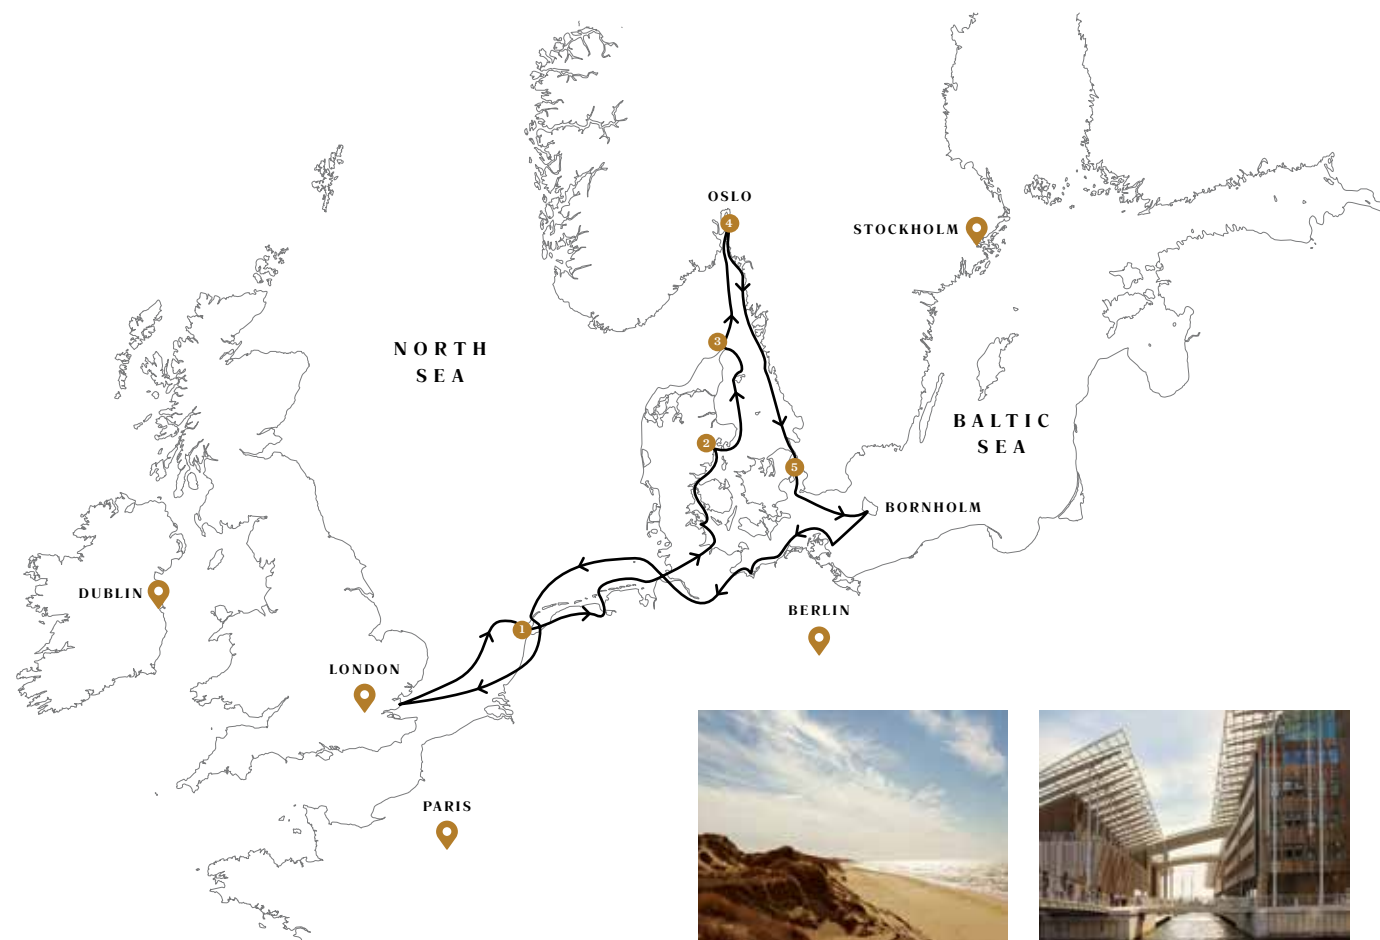 OSLO
4
STOCKHOLM
3
NORTH
SEA
BALTIC
SEA
2
5
BORNHOLM
DUBLIN
BERLIN
1
LONDON
PARIS